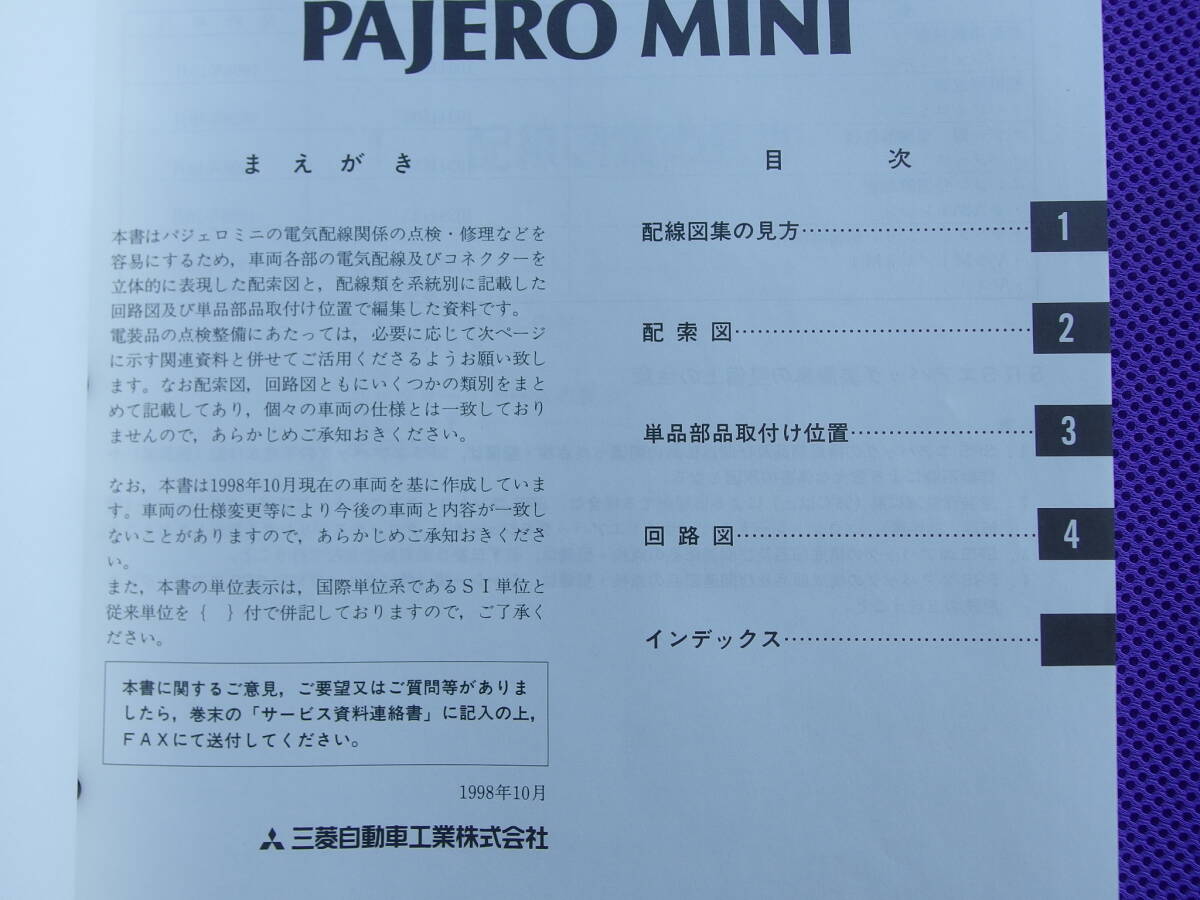 PAJERO MINI
まえがき
本書はパジェロミニの電気配線関係の点検・修理などを
容易にするため，車両各部の電気配線及びコネクターを
立体的に表現した配索図と，配線類を系統別に記載した
回路図及び単品部品取付け位置で編集した資料です。
電装品の点検整備にあたっては，必要に応じて次ページ
に示す関連資料と併せてご活用くださるようお願い致し
ます。なお配索図，回路図ともにいくつかの類別をまと
めて記載してあり，個々の車両の仕様とは一致しており
ませんので，あらかじめご承知おきください。
なお，本書は1998年10月現在の車両を基に作成していま
す。車両の仕様変更等により今後の車両と内容が一致し
ないことがありますので，あらかじめご承知おきくださ
い。
また，本書の単位表示は，国際単位系であるＳＩ単位と
従来単位を｛　｝付で併記しておりますので，ご了承く
ださい。
本書に関するご意見，ご要望又はご質問等がありま
したら，巻末の「サービス資料連絡書」に記入の上，
ＦＡＸにて送付してください。
1998年10月
三菱自動車工業株式会社
目次
配線図集の見方……………………… 1
配索図……………………………… 2
単品部品取付け位置………………… 3
回路図……………………………… 4
インデックス…………………………